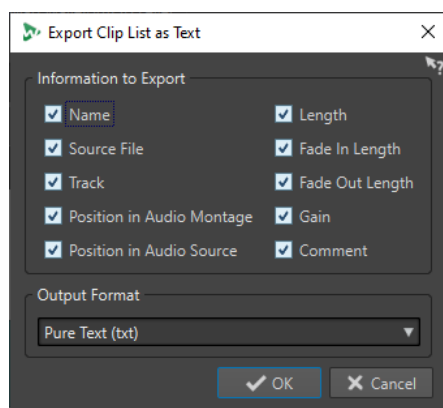 Export Clip List as Text
Information to Export
Name
Length
Source File
Fade In Length
Track
Fade Out Length
Position in Audio Montage
Gain
Position in Audio Source
Comment
Output Format
Pure Text (txt)
OK
Cancel